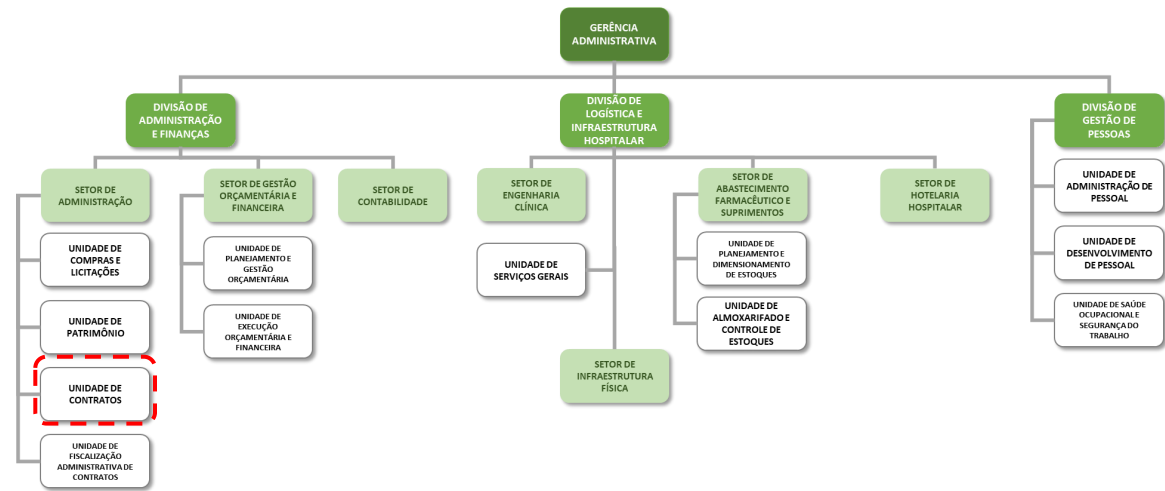 GERÊNCIA
ADMINISTRATIVA
DIVISÃO DE
ADMINISTRAÇÃO
E FINANÇAS
DIVISÃO DE
LOGÍSTICA E
INFRAESTRUTURA
HOSPITALAR
DIVISÃO DE
GESTÃO DE
PESSOAS
SETOR DE
ADMINISTRAÇÃO
SETOR DE GESTÃO
ORÇAMENTÁRIA E
FINANCEIRA
SETOR DE
CONTABILIDADE
SETOR DE
ENGENHARIA
CLÍNICA
SETOR DE
ABASTECIMENTO
FARMACÊUTICO E
SUPRIMENTOS
SETOR DE
HOTELARIA
HOSPITALAR
UNIDADE DE
ADMINISTRAÇÃO DE
PESSOAL
UNIDADE DE
COMPRAS E
LICITAÇÕES
UNIDADE DE
PLANEJAMENTO E
GESTÃO
ORÇAMENTÁRIA
UNIDADE DE
SERVIÇOS GERAIS
UNIDADE DE
PLANEJAMENTO E
DIMENSIONAMENTO
DE ESTOQUES
UNIDADE DE
DESENVOLVIMENTO
DE PESSOAL
UNIDADE DE
PATRIMÔNIO
UNIDADE DE
EXECUÇÃO
ORÇAMENTÁRIA E
FINANCEIRA
UNIDADE DE
ALMOXARIFADO E
CONTROLE DE
ESTOQUES
UNIDADE DE SAÚDE
OCUPACIONAL E
SEGURANÇA DO
TRABALHO
UNIDADE DE
CONTRATOS
SETOR DE
INFRAESTRUTURA
FÍSICA
UNIDADE DE
FISCALIZAÇÃO
ADMINISTRATIVA DE
CONTRATOS